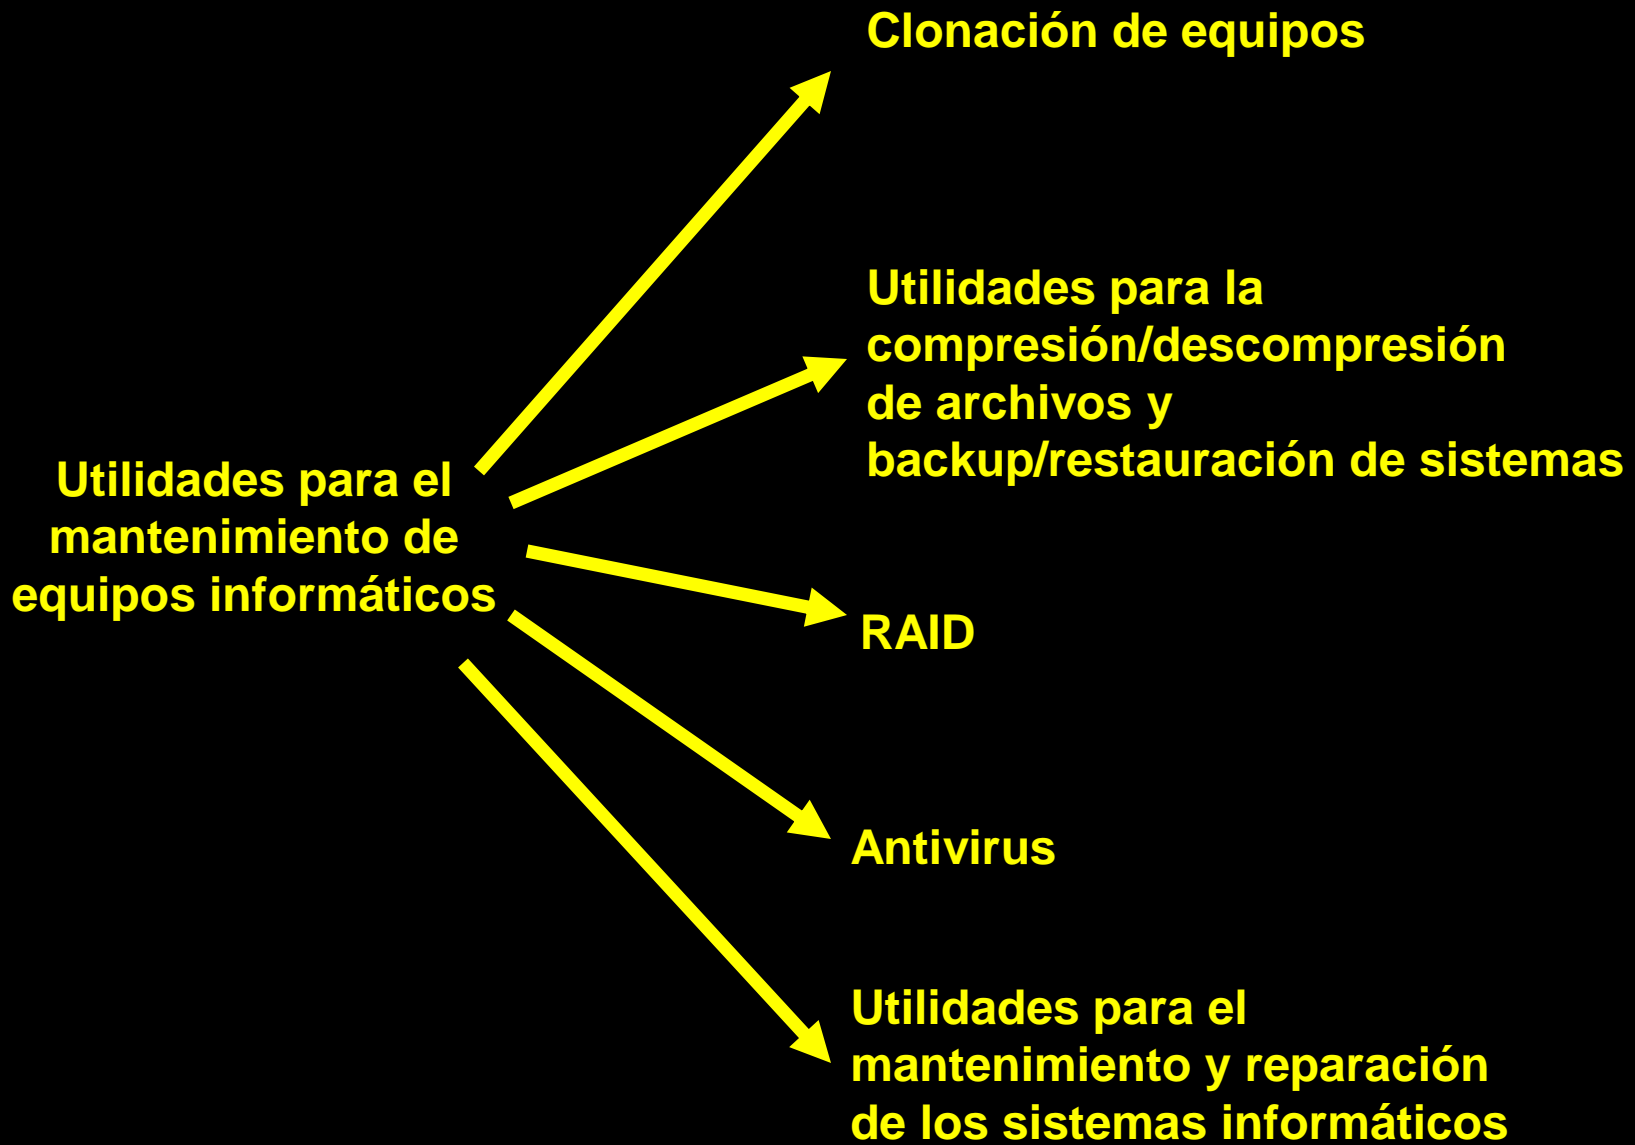 Clonación de equipos
Utilidades para la
compresión/descompresión
de archivos y
backup/restauración de sistemas
Utilidades para el
mantenimiento de
equipos informáticos
RAID
Antivirus
Utilidades para el
mantenimiento y reparación
de los sistemas informáticos